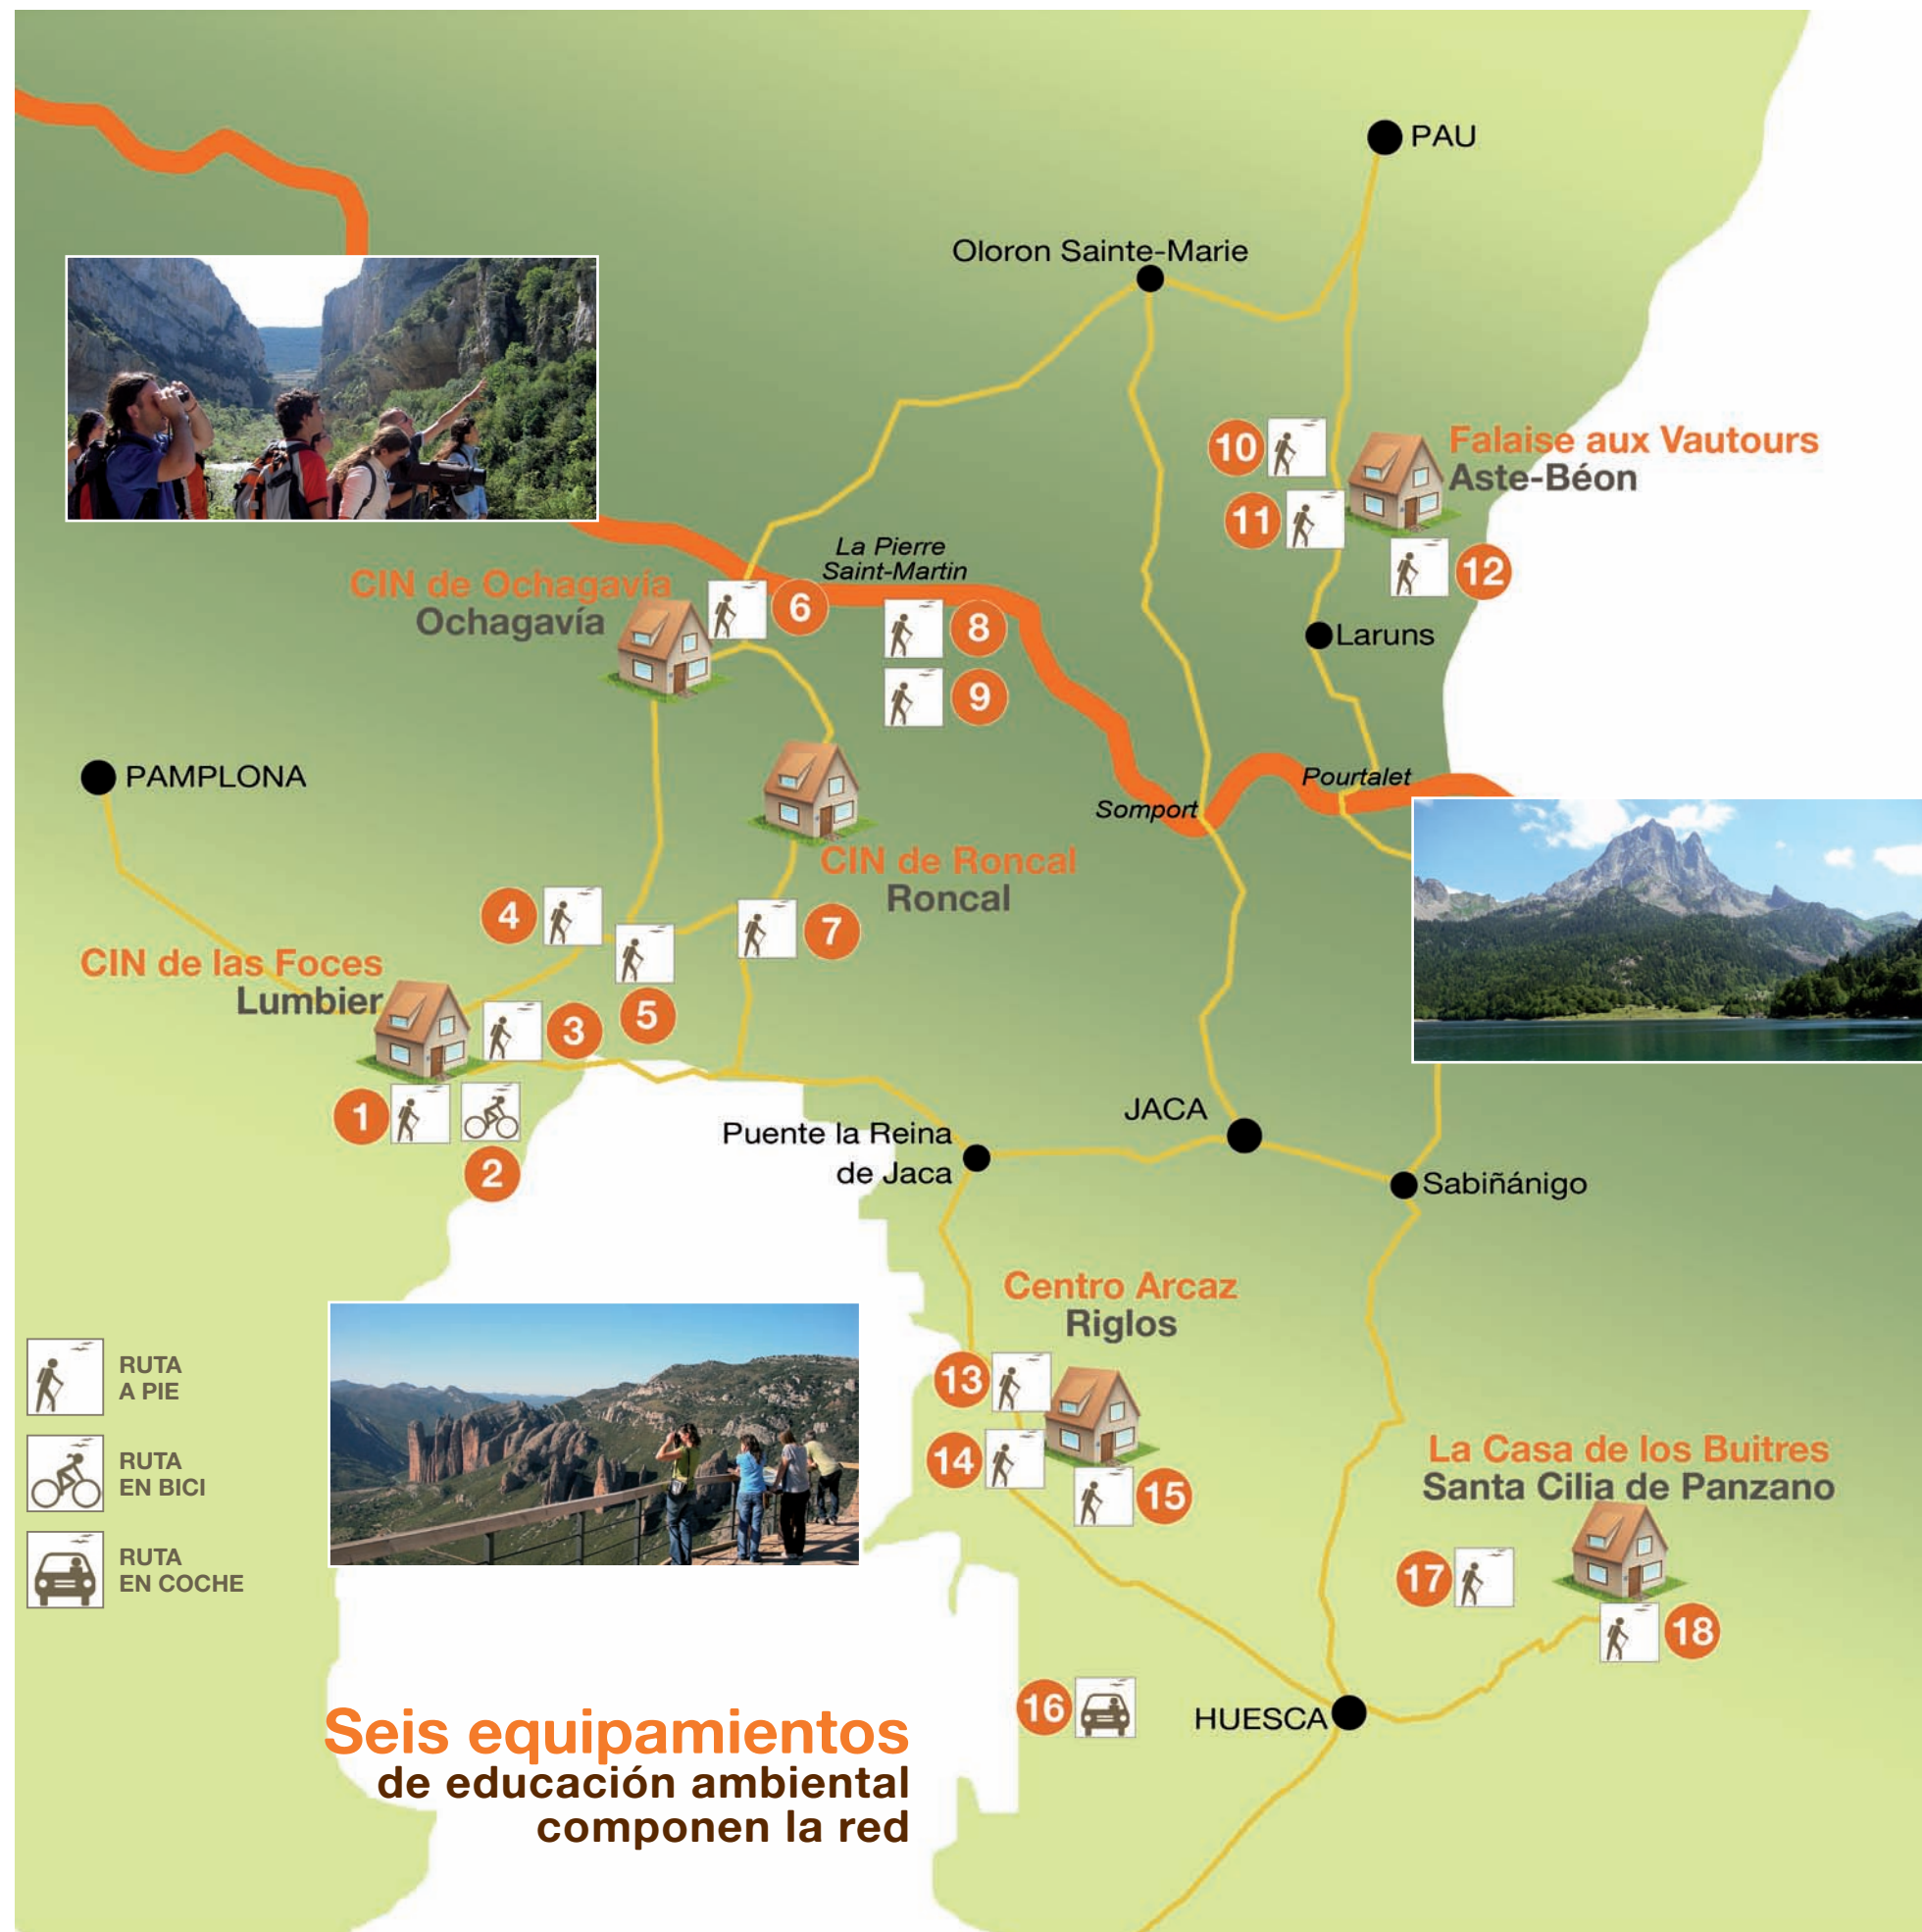 PAU
Oloron Sainte-Marie
10
Falaise aux Vautours
Aste-Béon
11
12
La Pierre
Saint-Martin
CIN de Ochagavía
Ochagavía
6
8
9
Laruns
PAMPLONA
Pourtalet
Somport
CIN de Roncal
Roncal
4
7
CIN de las Foces
Lumbier
5
3
1
2
JACA
Puente la Reina
de Jaca
Sabiñánigo
Centro Arcaz
Riglos
13
14
15
RUTA
A PIE
RUTA
EN BICI
RUTA
EN COCHE
La Casa de los Buitres
Santa Cilia de Panzano
17
18
16
HUESCA
Seis equipamientos
de educación ambiental
componen la red